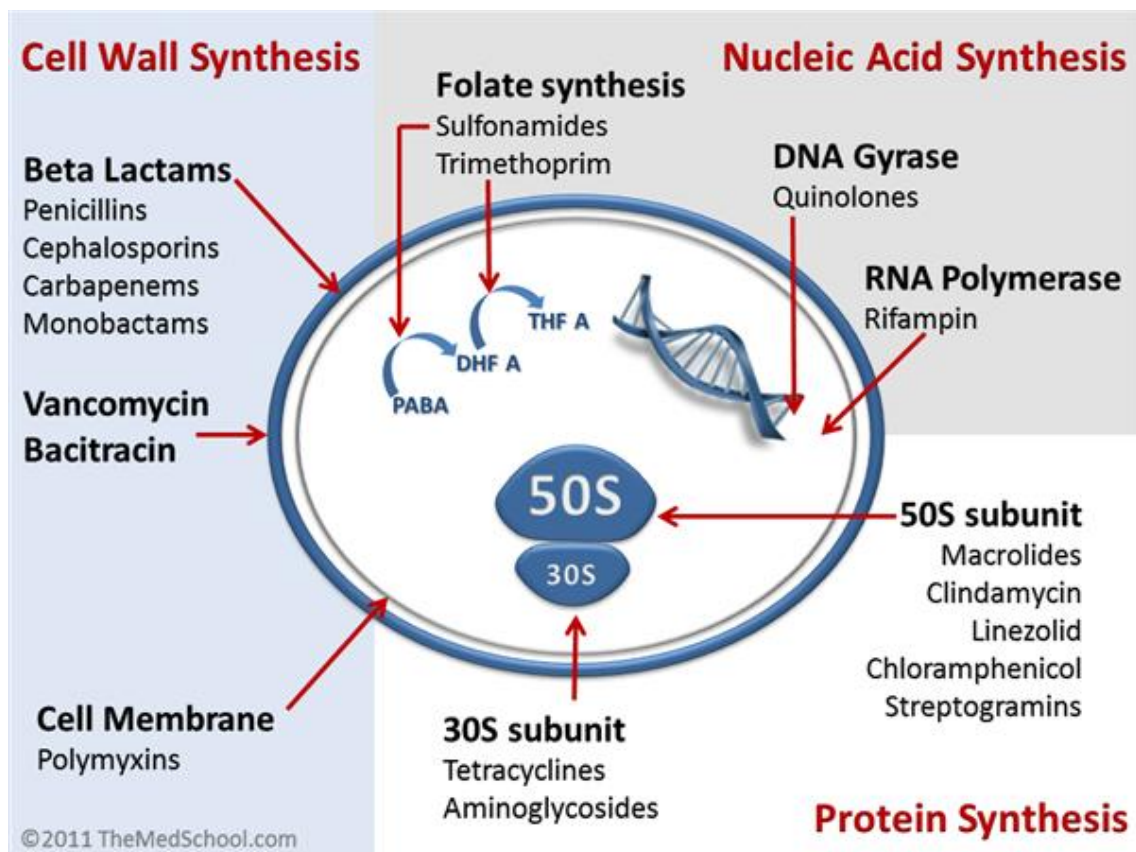 Cell Wall Synthesis
Beta Lactams
Penicillins
Cephalosporins
Carbapenems
Monobactams
Vancomycin
Bacitracin
Cell Membrane
Polymyxins
©2011 TheMedSchool.com
Nucleic Acid Synthesis
Folate synthesis
Sulfonamides
Trimethoprim
DNA Gyrase
Quinolones
RNA Polymerase
Rifampin
THF A
DHF A
PABA
50S
30S
50S subunit
Macrolides
Clindamycin
Linezolid
Chloramphenicol
Streptogramins
30S subunit
Tetracyclines
Aminoglycosides
Protein Synthesis